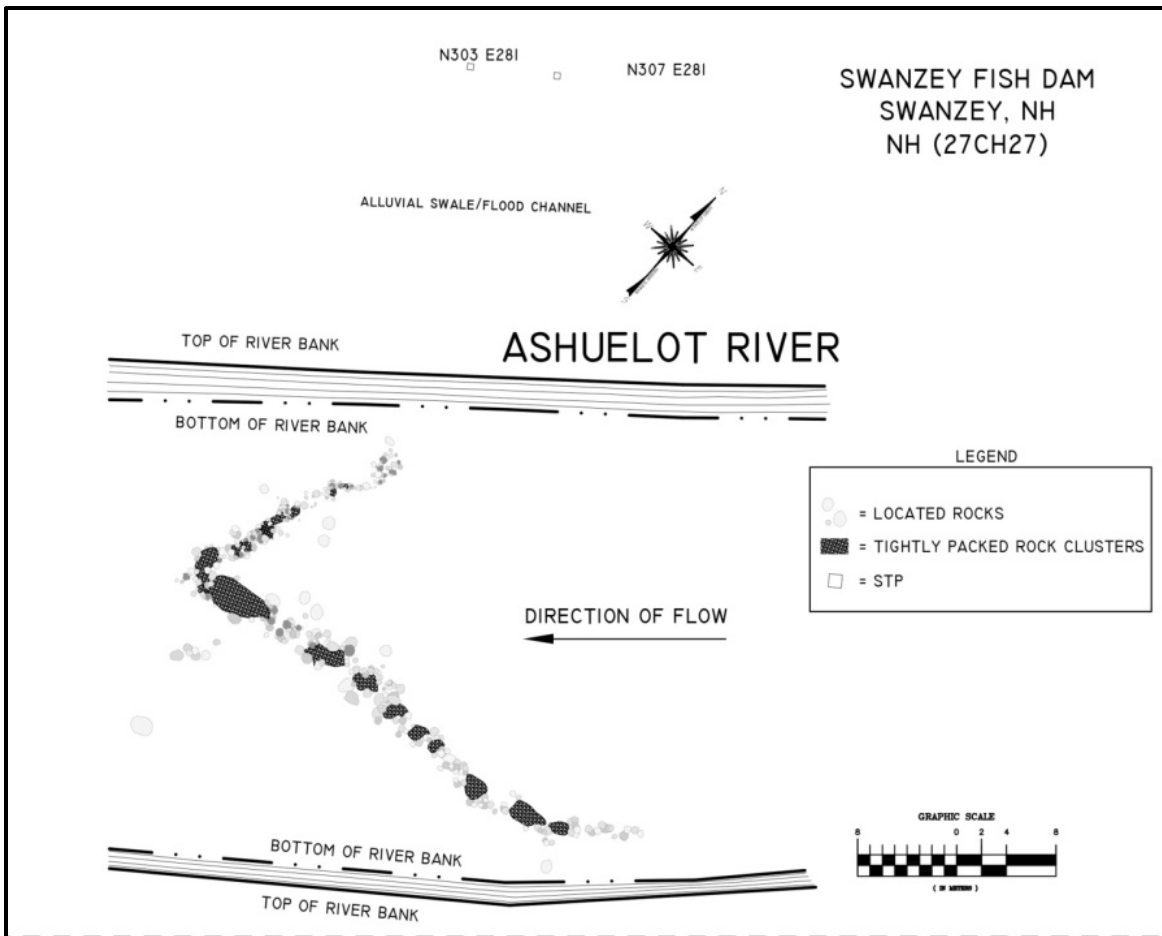 N303 E281
N307 E281
SWANZEY FISH DAM
SWANZEY, NH
NH (27CH27)
ALLUVIAL SWALE/FLOOD CHANNEL
N
W
E
ASHUELOT RIVER
TOP OF RIVER BANK
BOTTOM OF RIVER BANK
LEGEND
= LOCATED ROCKS
= TIGHTLY PACKED ROCK CLUSTERS
= STP
DIRECTION OF FLOW
GRAPHIC SCALE
8 0 2 4 8
( IN METERS )
BOTTOM OF RIVER BANK
TOP OF RIVER BANK